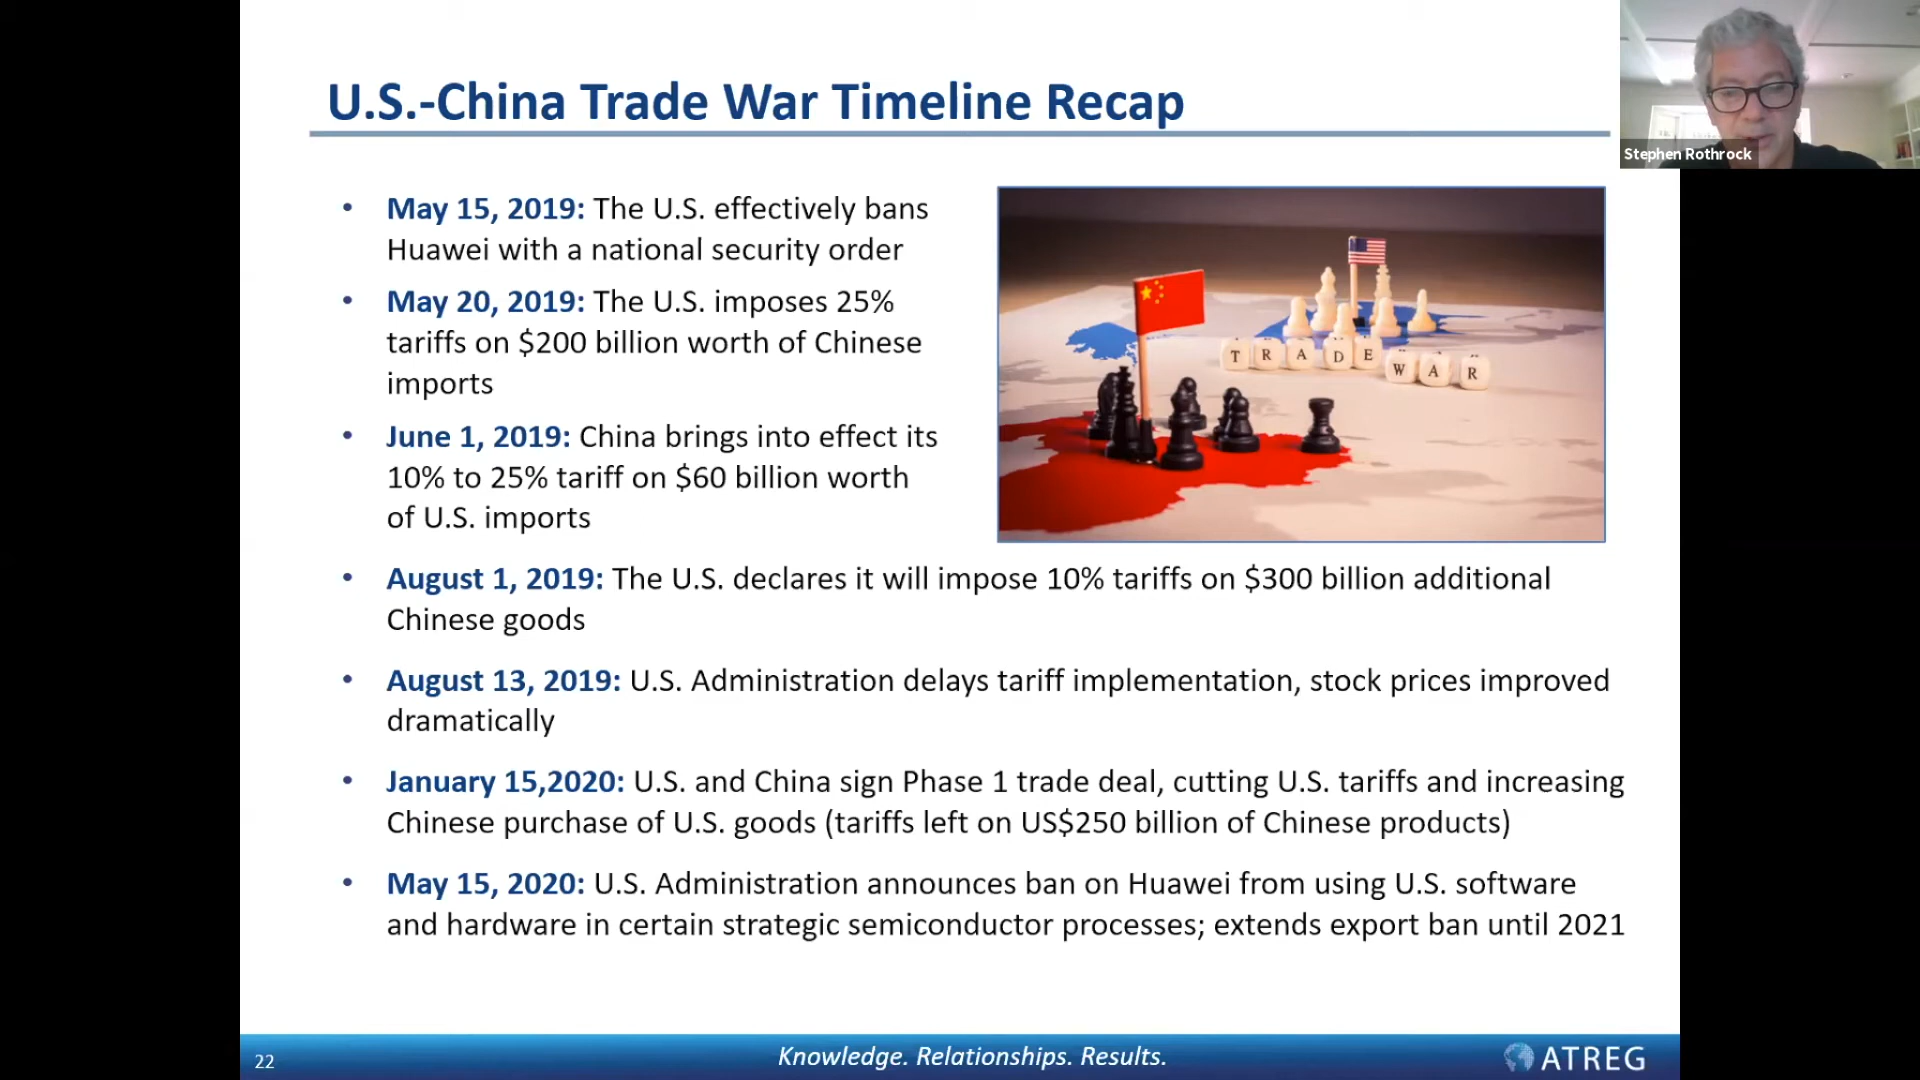 U.S.-China Trade War Timeline Recap
Stephen Rothrock
• May 15, 2019: The U.S. effectively bans
Huawei with a national security order
• May 20, 2019: The U.S. imposes 25%
tariffs on $200 billion worth of Chinese
imports
• June 1, 2019: China brings into effect its
10% to 25% tariff on $60 billion worth
of U.S. imports
TRADE
WAR
• August 1, 2019: The U.S. declares it will impose 10% tariffs on $300 billion additional
Chinese goods
• August 13, 2019: U.S. Administration delays tariff implementation, stock prices improved
dramatically
• January 15,2020: U.S. and China sign Phase 1 trade deal, cutting U.S. tariffs and increasing
Chinese purchase of U.S. goods (tariffs left on US$250 billion of Chinese products)
• May 15, 2020: U.S. Administration announces ban on Huawei from using U.S. software
and hardware in certain strategic semiconductor processes; extends export ban until 2021
22
Knowledge. Relationships. Results.
ATREG